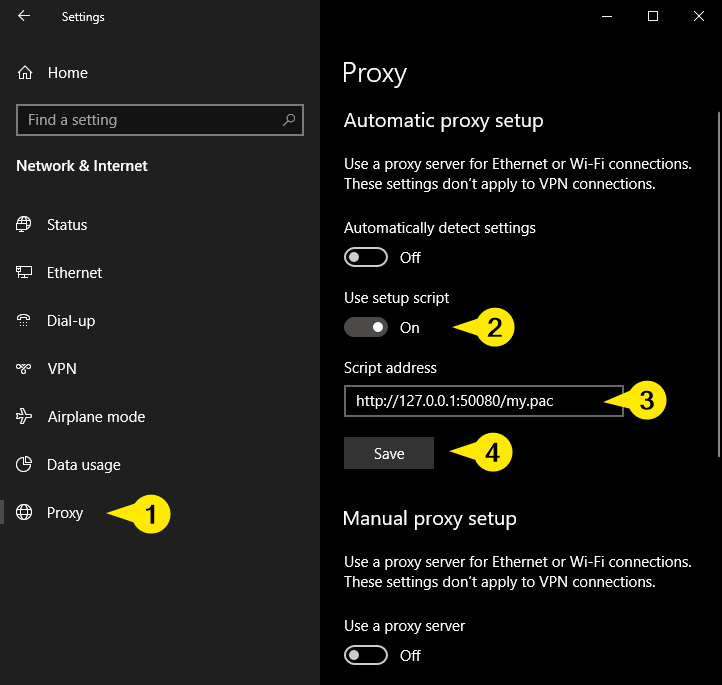 Settings
Home
Find a setting
Network & Internet
Status
Ethernet
Dial-up
VPN
Airplane mode
Data usage
Proxy
1
Proxy
Automatic proxy setup
Use a proxy server for Ethernet or Wi-Fi connections.
These settings don’t apply to VPN connections.
Automatically detect settings
Off
Use setup script
On
2
Script address
http://127.0.0.1:50080/my.pac
3
Save
4
Manual proxy setup
Use a proxy server for Ethernet or Wi-Fi connections.
These settings don’t apply to VPN connections.
Use a proxy server
Off